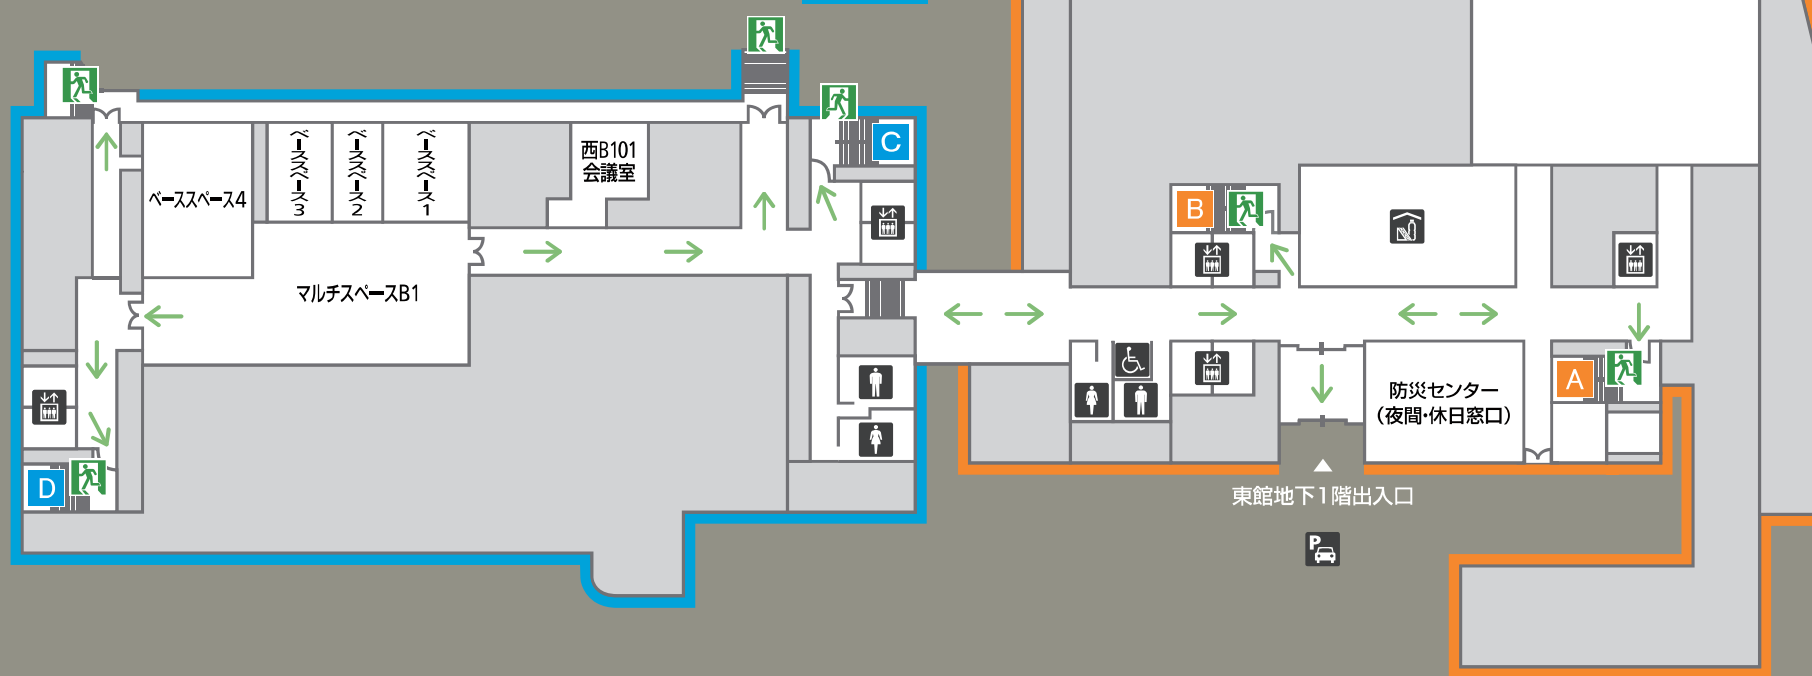 C
西B101
会議室
ベーススペース4
ベーススペース3
ベーススペース2
ベーススペース1
マルチスペースB1
B
A
防災センター
（夜間・休日窓口）
D
東館地下1階出入口
P